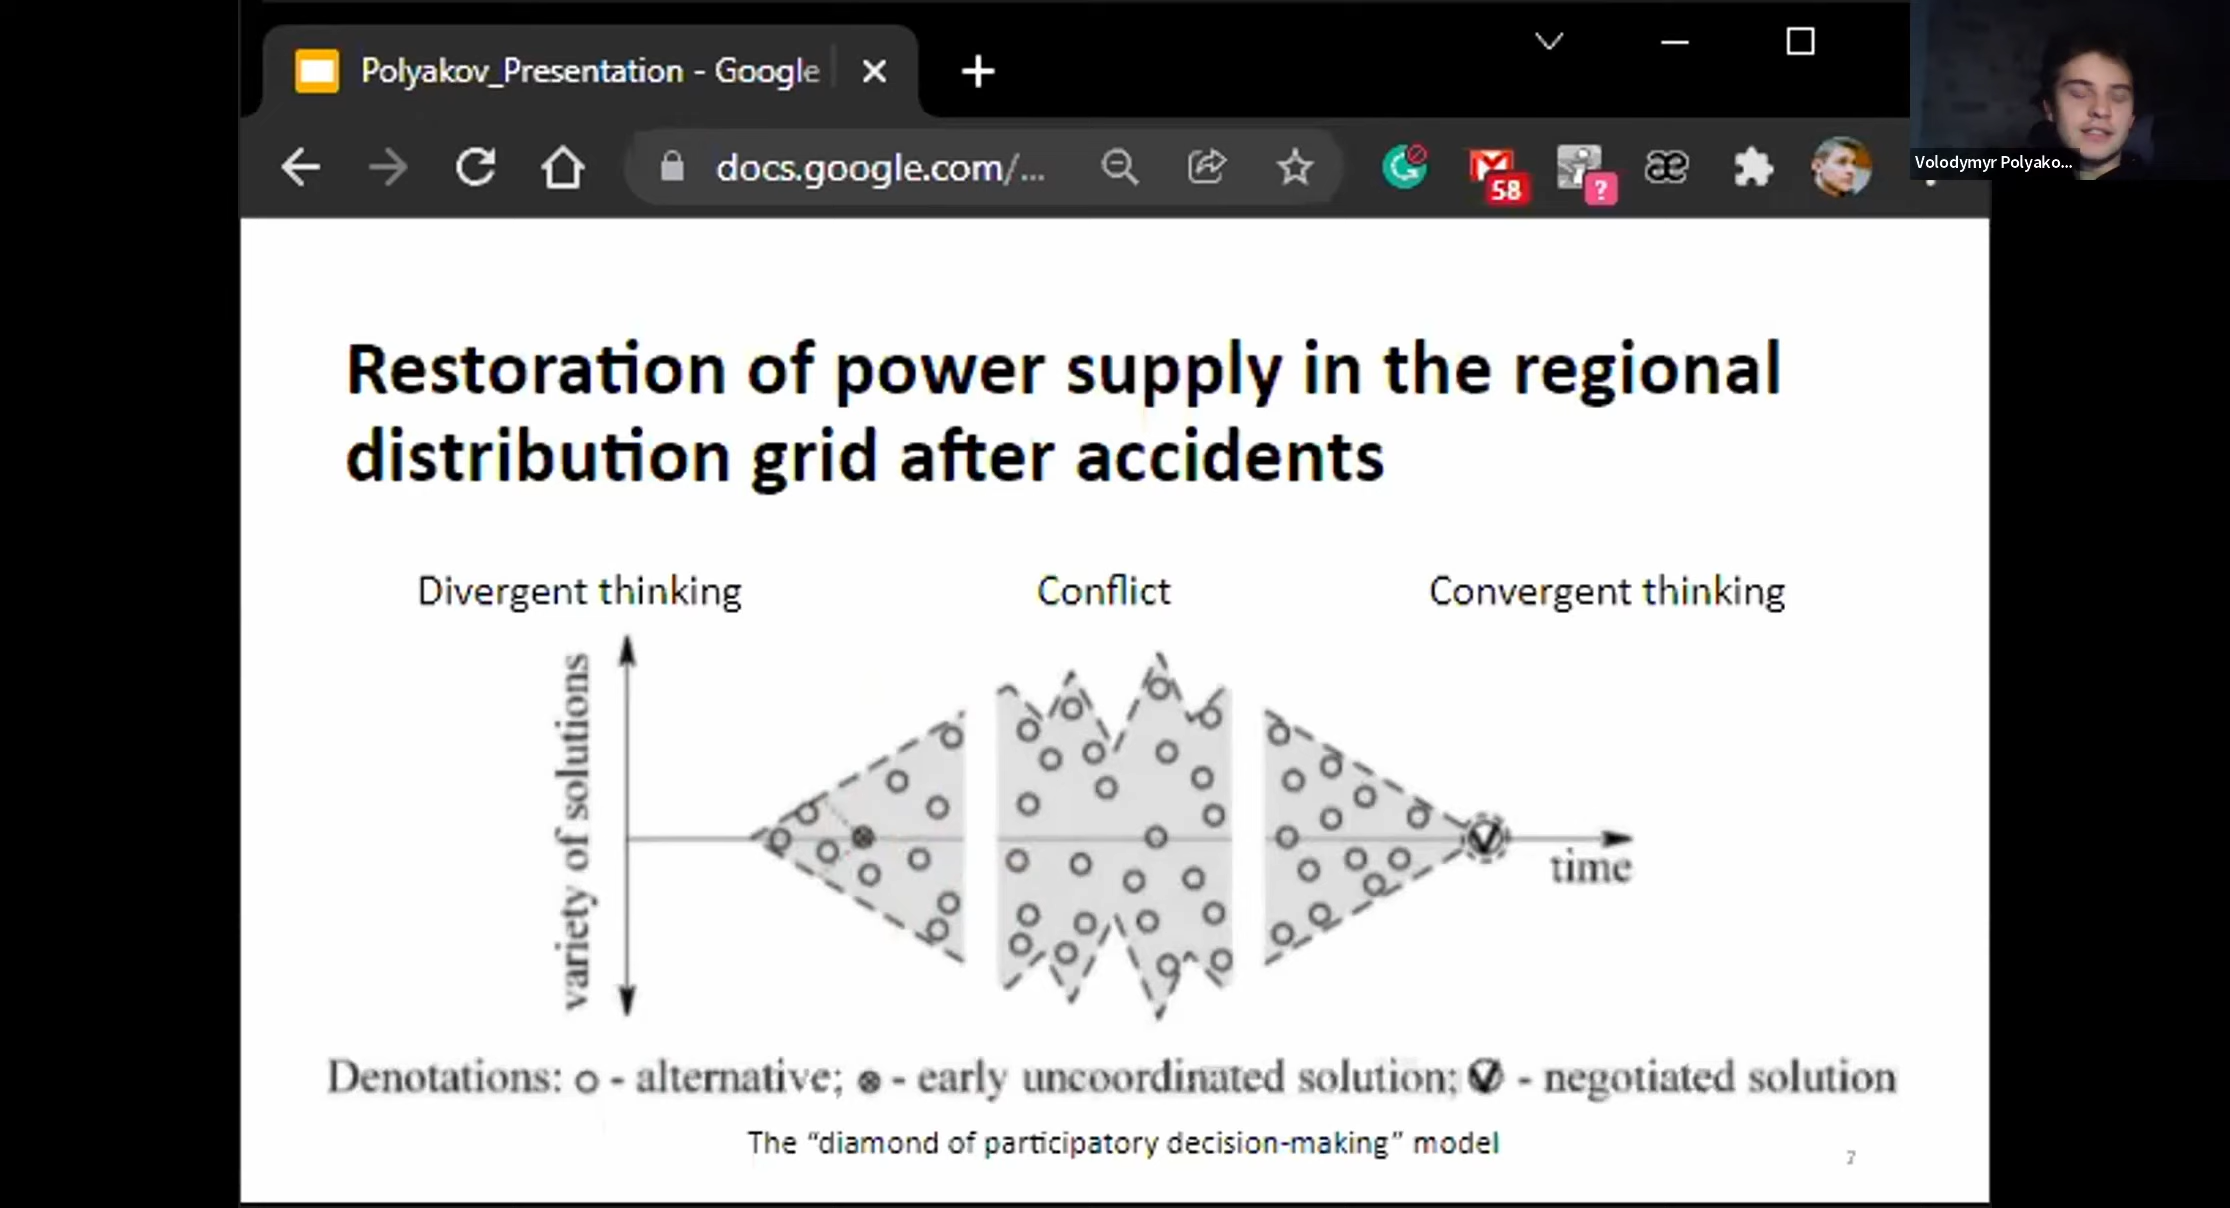 Polyakov_Presentation - Google
docs.google.com/...
58
?
æ
Volodymyr Polyako...
Restoration of power supply in the regional
distribution grid after accidents
Divergent thinking
Conflict
Convergent thinking
variety of solutions
time
Denotations: o - alternative; ⊗ - early uncoordinated solution; V - negotiated solution
The “diamond of participatory decision-making” model
7